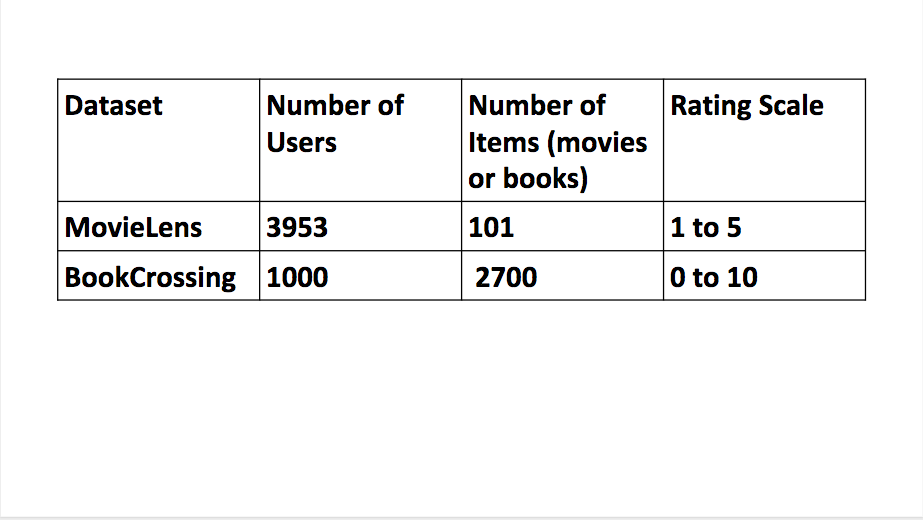 Dataset
Number of
Users
Number of
Items (movies
or books)
Rating Scale
MovieLens
3953
101
1 to 5
BookCrossing
1000
2700
0 to 10